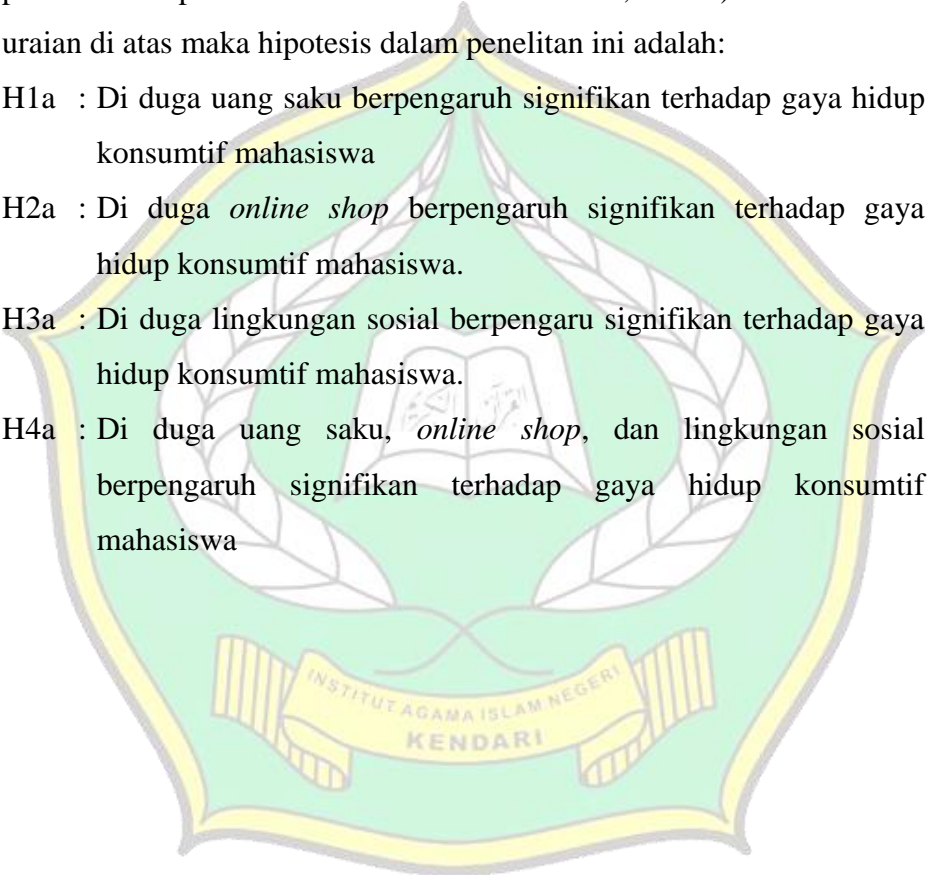 uraian di atas maka hipotesis dalam penelitan ini adalah:
H1a : Di duga uang saku berpengaruh signifikan terhadap gaya hidup
konsumtif mahasiswa
H2a : Di duga online shop berpengaruh signifikan terhadap gaya
hidup konsumtif mahasiswa.
H3a : Di duga lingkungan sosial berpengaru signifikan terhadap gaya
hidup konsumtif mahasiswa.
H4a : Di duga uang saku, online shop, dan lingkungan sosial
berpengaruh signifikan terhadap gaya hidup konsumtif
mahasiswa
INSTITUT AGAMA ISLAM NEGERI
KENDARI